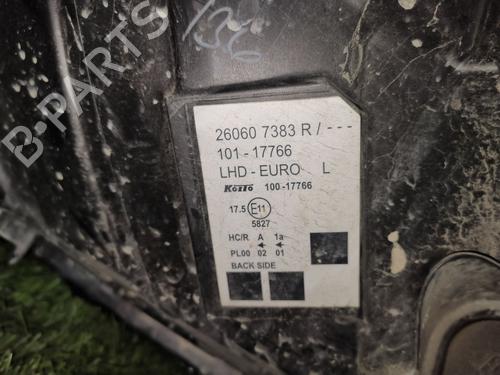 136
26060 7383 R / - - -
101 - 17766
LHD - EURO L
KOITO 100-17766
17.5 E11
5827
HC/R A 1a
PL00 02 01
BACK SIDE
B-PARTS